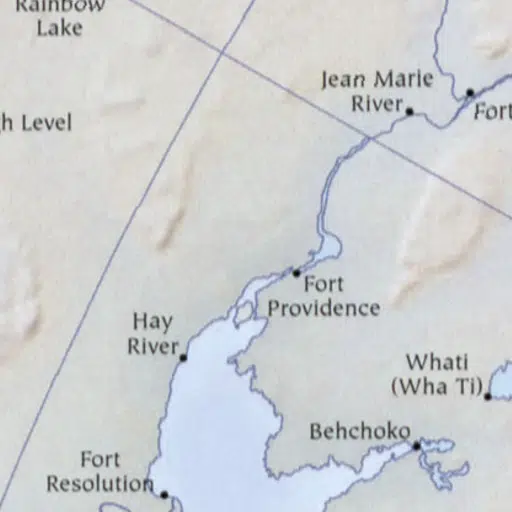 Rainbow
Lake
h Level
Jean Marie
River
Fort
Fort
Providence
Hay
River
Whati
(Wha Ti)
Behchoko
Fort
Resolution